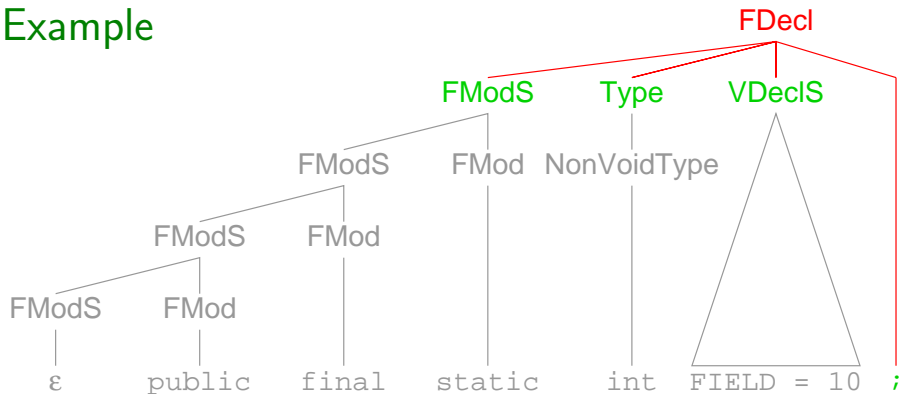 Example
FDecl
FModS Type VDeclS
FModS FMod NonVoidType
FModS FMod
FModS FMod
ε public final static int FIELD = 10 ;